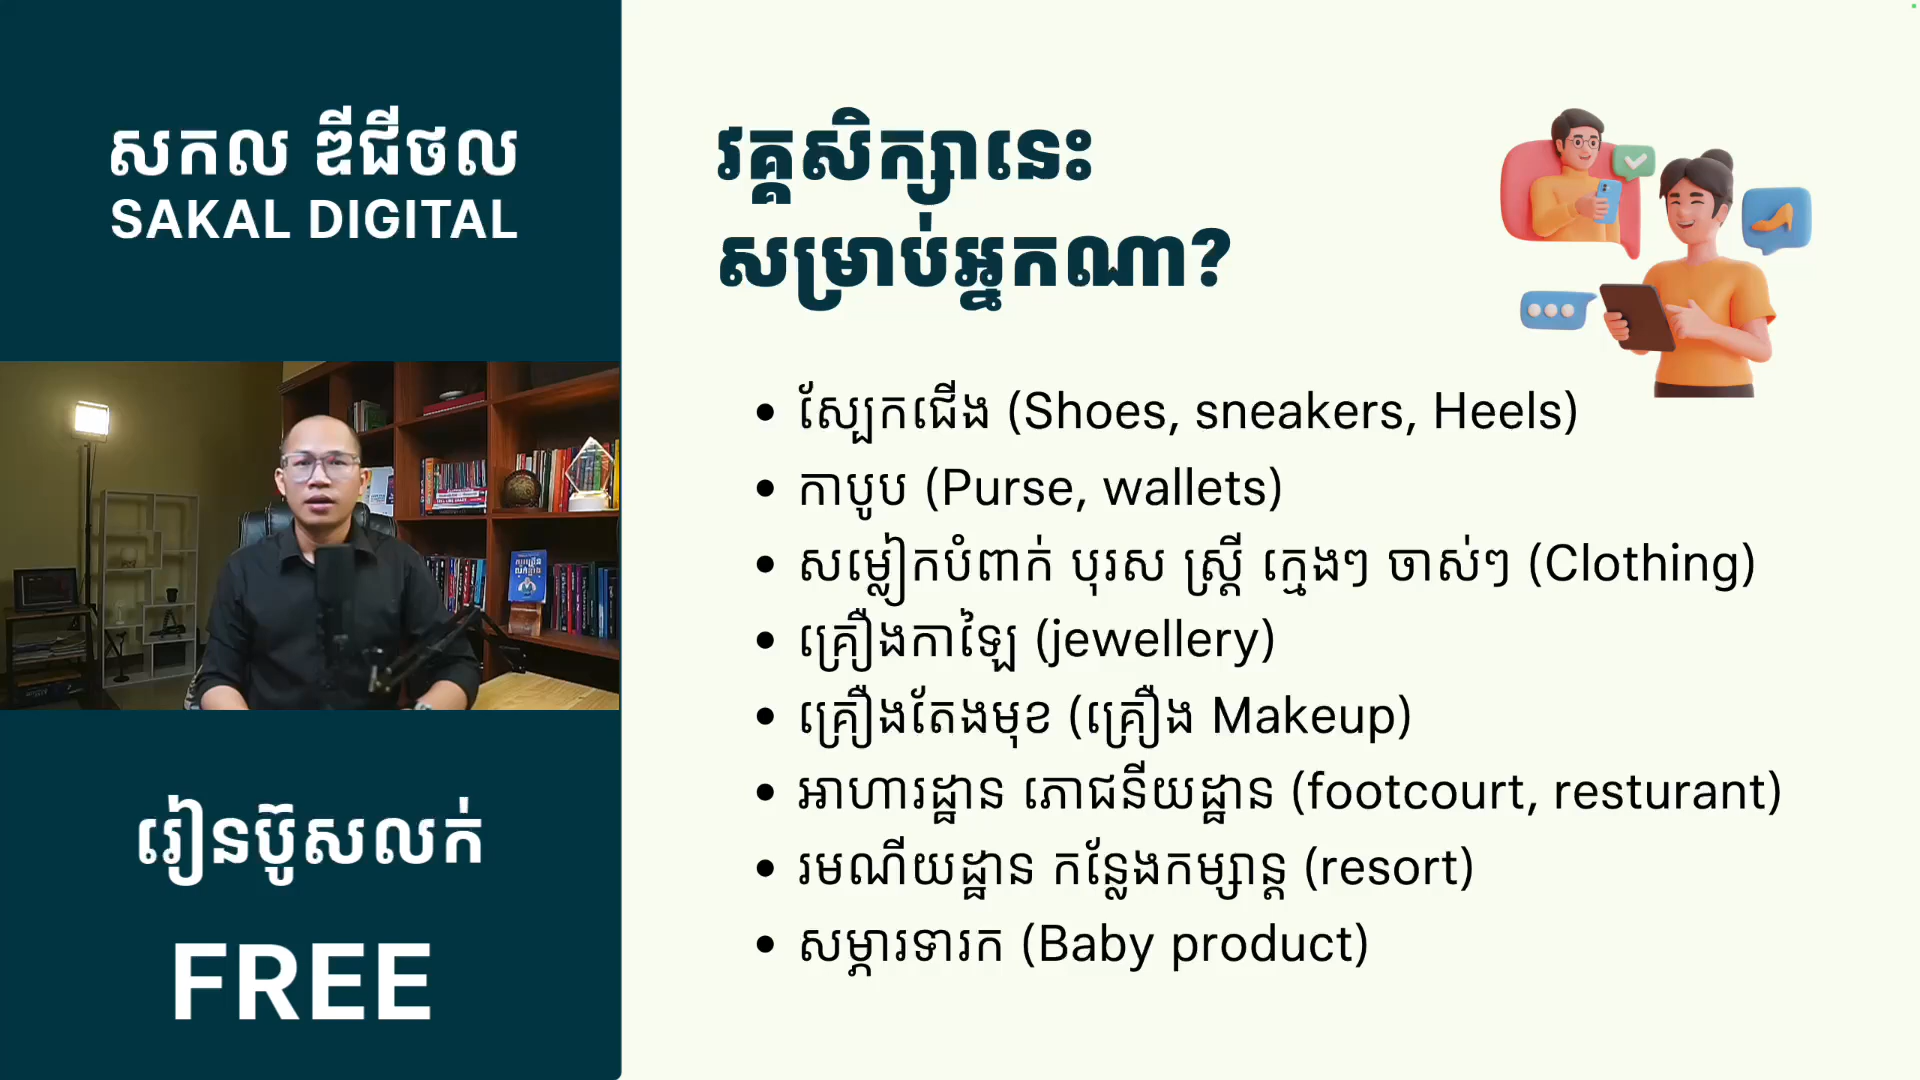 សកល ឌីជីថល
SAKAL DIGITAL
រៀនប៊ូសលក់
FREE
វគ្គសិក្សានេះ
សម្រាប់អ្នកណា?
• ស្បែកជើង (Shoes, sneakers, Heels)
• កាបូប (Purse, wallets)
• សម្លៀកបំពាក់ បុរស ស្ត្រី ក្មេងៗ ចាស់ៗ (Clothing)
• គ្រឿងកាឡៃ (jewellery)
• គ្រឿងតែងមុខ (គ្រឿង Makeup)
• អាហារដ្ឋាន ភោជនីយដ្ឋាន (footcourt, resturant)
• រមណីយដ្ឋាន កន្លែងកម្សាន្ត (resort)
• សម្ភារទារក (Baby product)